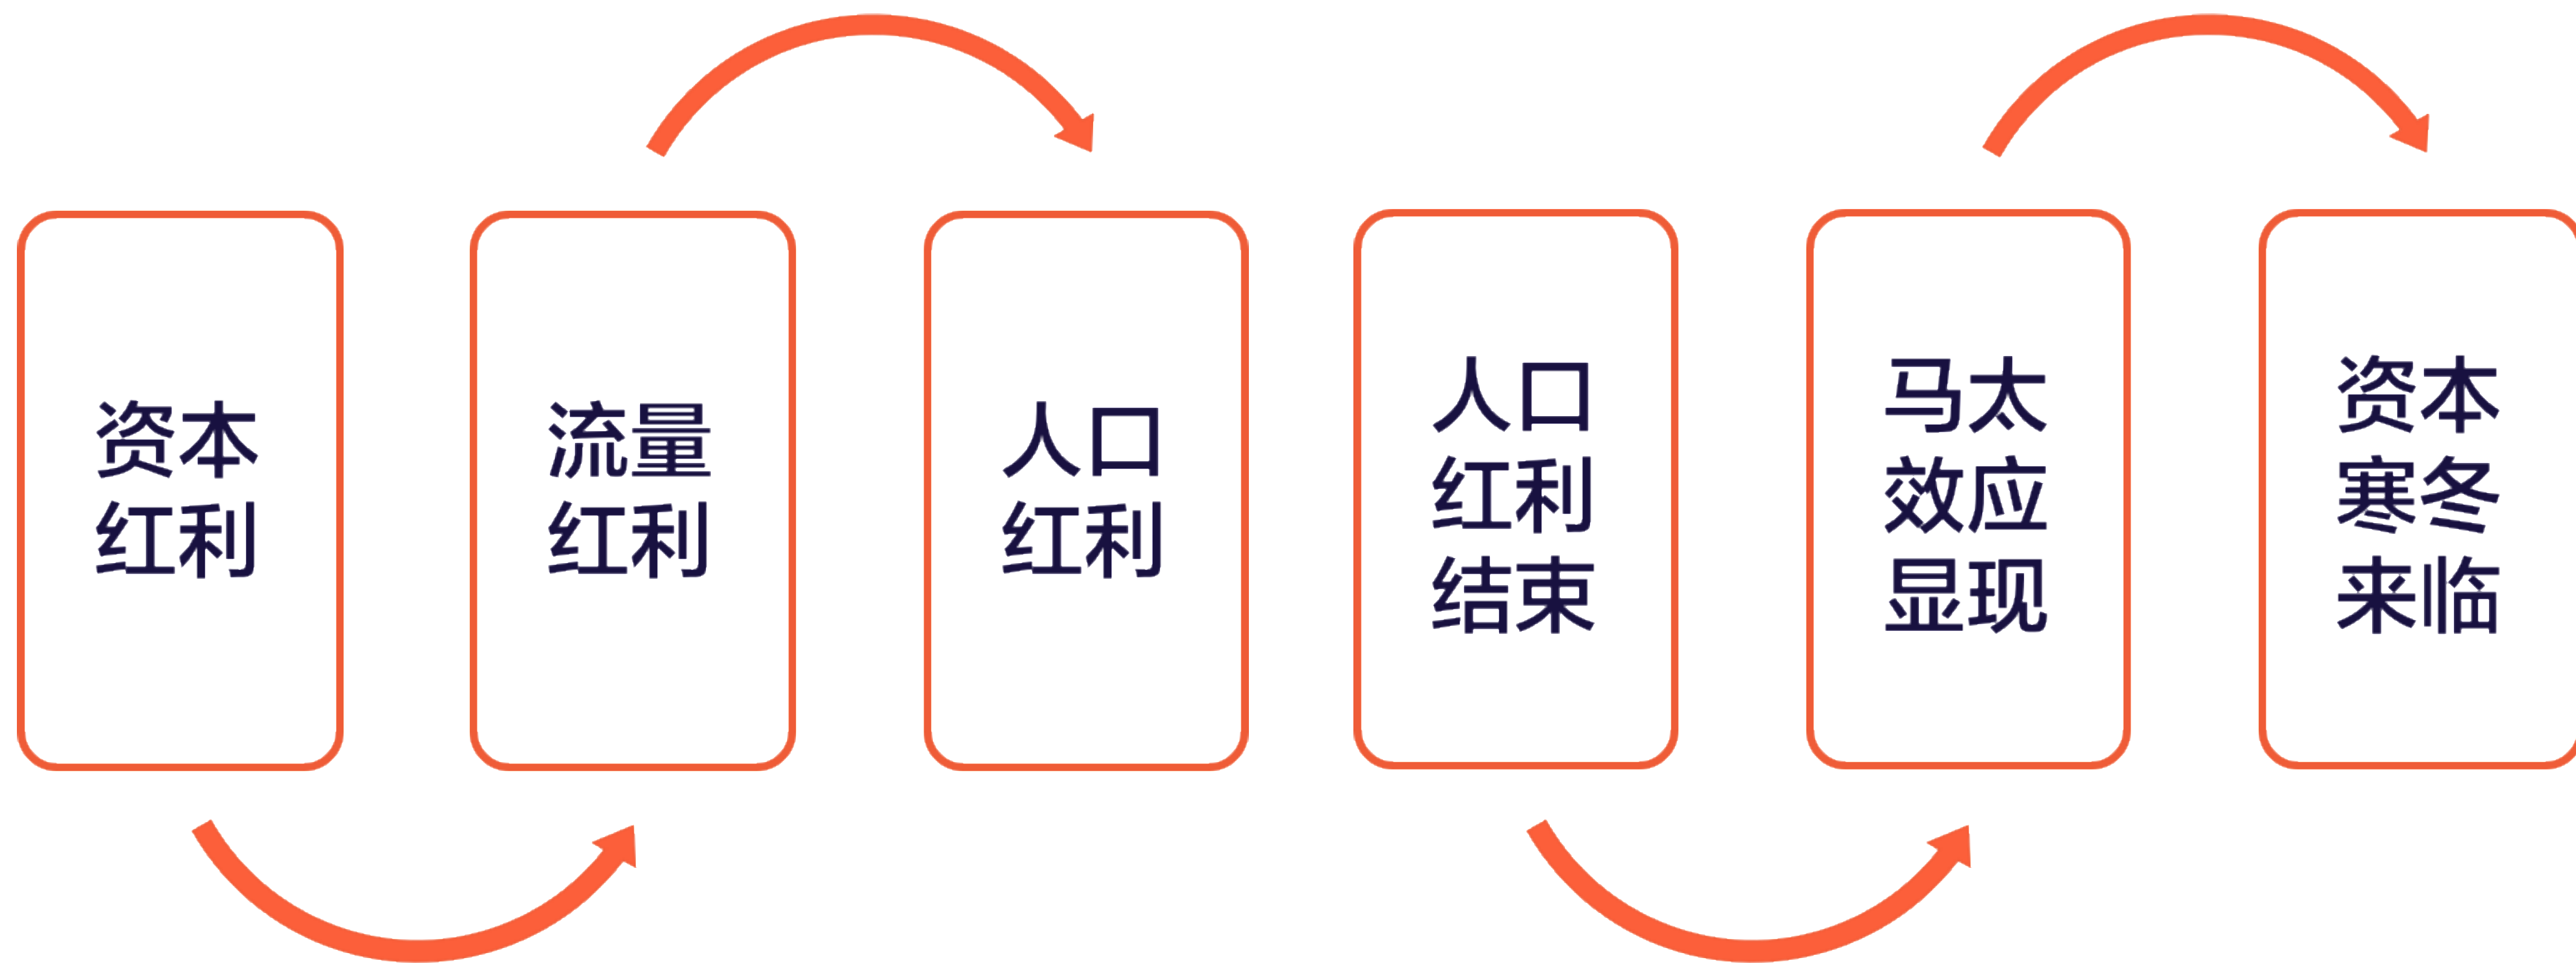 资本
红利
流量
红利
人口
红利
人口
红利
结束
马太
效应
显现
资本
寒冬
来临